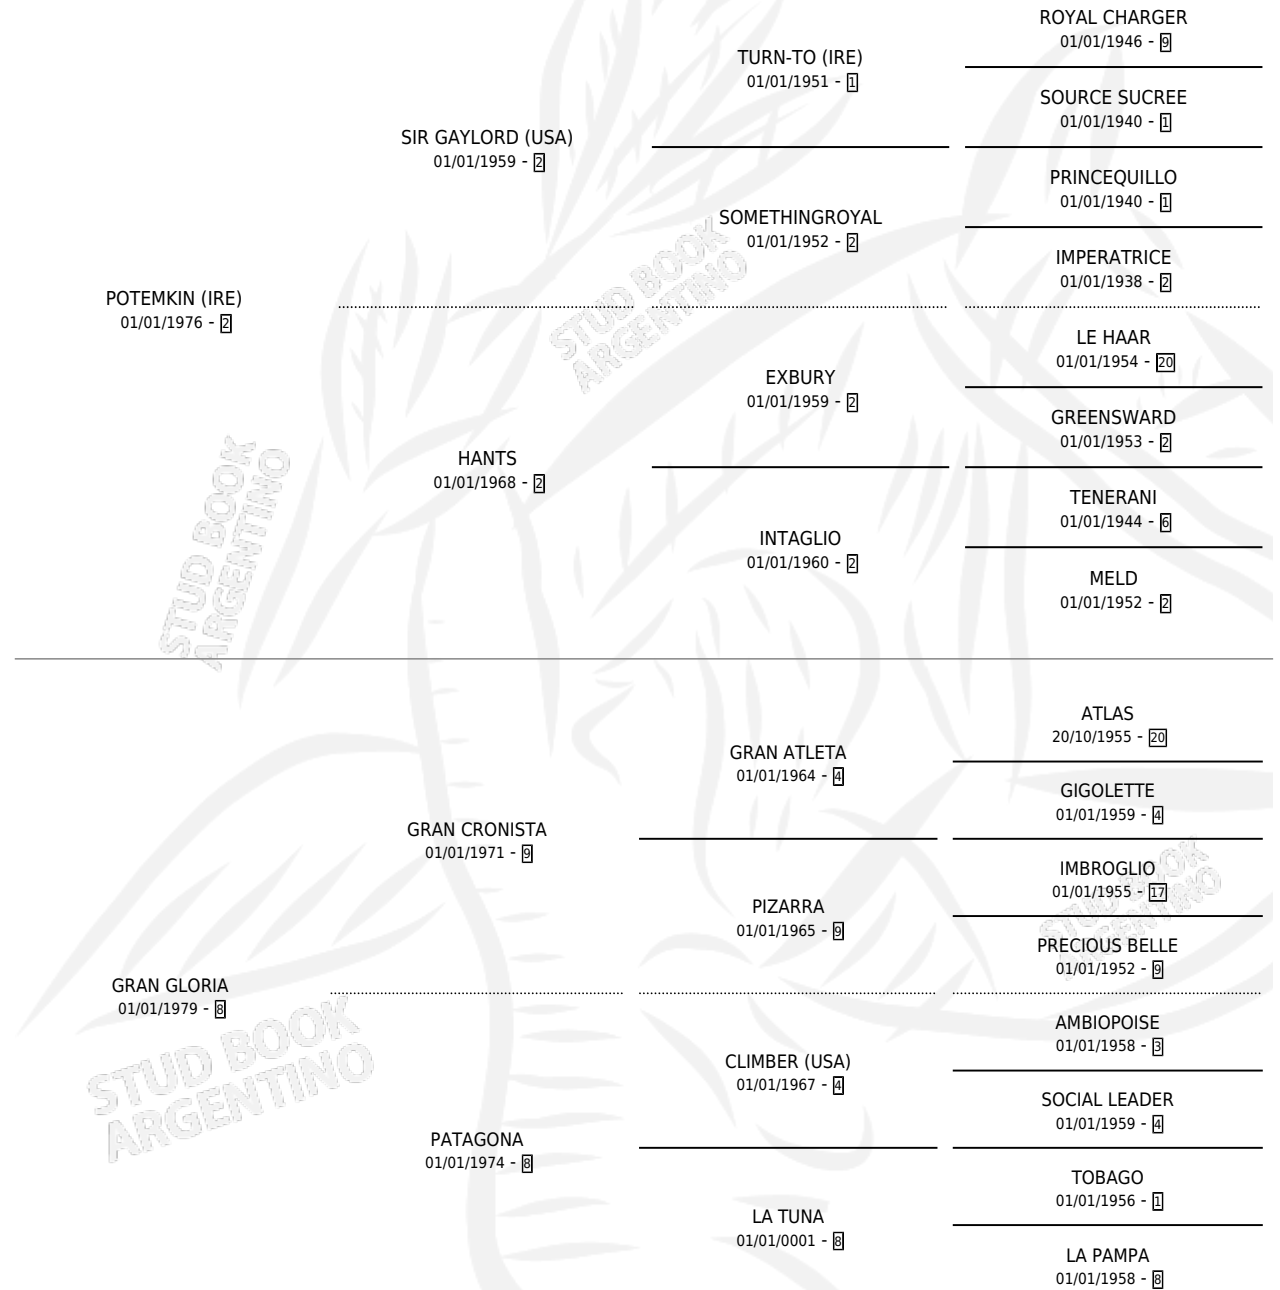 ROYAL CHARGER
01/01/1946 - 9
TURN-TO (IRE)
01/01/1951 - 1
SOURCE SUCREE
01/01/1940 - 1
SIR GAYLORD (USA)
01/01/1959 - 2
PRINCEQUILLO
01/01/1940 - 1
SOMETHINGROYAL
01/01/1952 - 2
IMPERATRICE
01/01/1938 - 2
POTEMKIN (IRE)
01/01/1976 - 2
LE HAAR
01/01/1954 - 20
EXBURY
01/01/1959 - 2
GREENSWARD
01/01/1953 - 2
HANTS
01/01/1968 - 2
TENERANI
01/01/1944 - 6
INTAGLIO
01/01/1960 - 2
MELD
01/01/1952 - 2
ATLAS
20/10/1955 - 20
GRAN ATLETA
01/01/1964 - 4
GIGOLETTE
01/01/1959 - 4
GRAN CRONISTA
01/01/1971 - 9
IMBROGLIO
01/01/1955 - 17
PIZARRA
01/01/1965 - 9
PRECIOUS BELLE
01/01/1952 - 9
GRAN GLORIA
01/01/1979 - 8
AMBIOPOISE
01/01/1958 - 3
CLIMBER (USA)
01/01/1967 - 4
SOCIAL LEADER
01/01/1959 - 4
PATAGONA
01/01/1974 - 8
TOBAGO
01/01/1956 - 1
LA TUNA
01/01/0001 - 8
LA PAMPA
01/01/1958 - 8
STUD BOOK
ARGENTINO
STUD BOOK
ARGENTINO
STUD BOOK
ARGENTINO
STUD BOOK
ARGENTINO